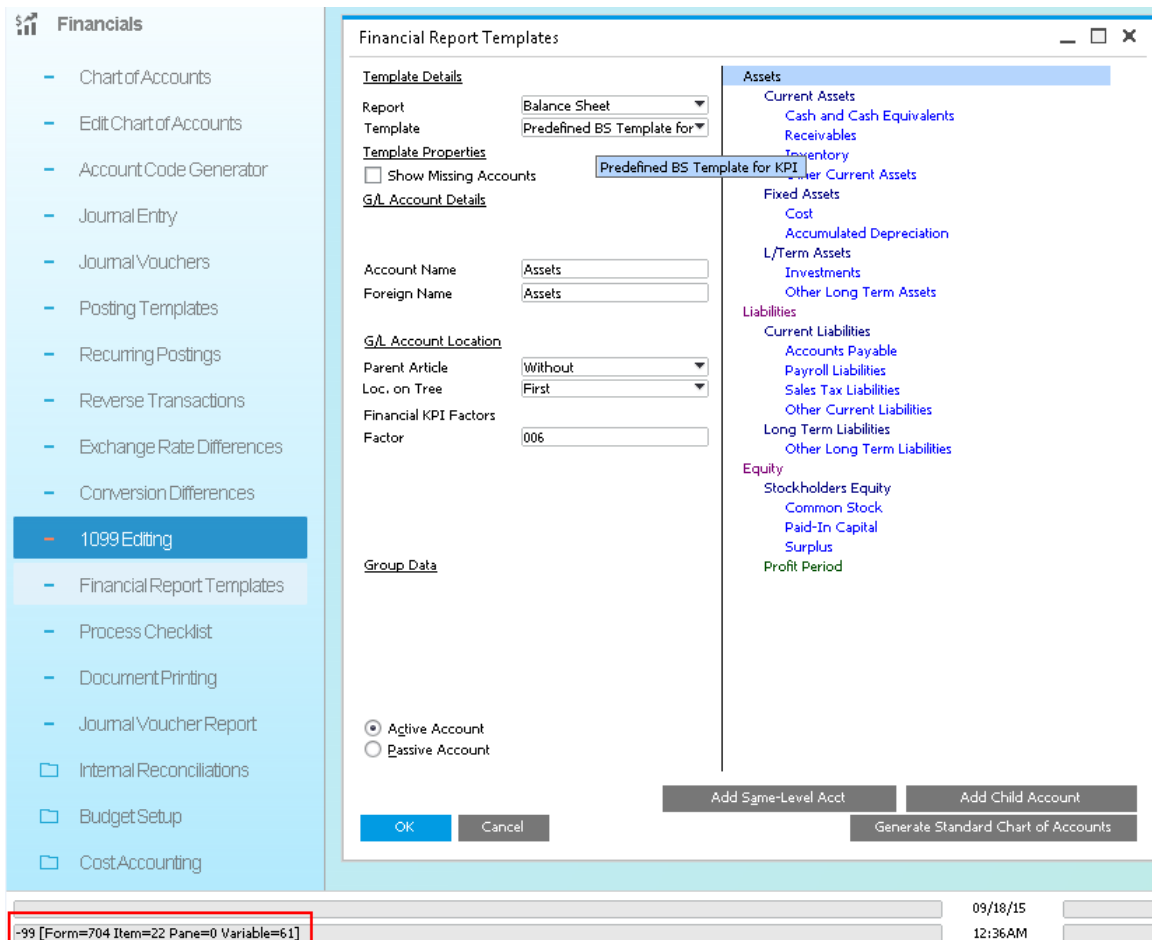 Financials
Chart of Accounts
Edit Chart of Accounts
Account Code Generator
Journal Entry
Journal Vouchers
Posting Templates
Recurring Postings
Reverse Transactions
Exchange Rate Differences
Conversion Differences
1099 Editing
Financial Report Templates
Process Checklist
Document Printing
Journal Voucher Report
Internal Reconciliations
Budget Setup
Cost Accounting
Financial Report Templates
Template Details
Report Balance Sheet
Template Predefined BS Template for
Template Properties
Predefined BS Template for KPI
Show Missing Accounts
G/L Account Details
Account Name Assets
Foreign Name Assets
G/L Account Location
Parent Article Without
Loc. on Tree First
Financial KPI Factors
Factor 006
Group Data
Active Account
Passive Account
Assets
Current Assets
Cash and Cash Equivalents
Receivables
Inventory
Other Current Assets
Fixed Assets
Cost
Accumulated Depreciation
L/Term Assets
Investments
Other Long Term Assets
Liabilities
Current Liabilities
Accounts Payable
Payroll Liabilities
Sales Tax Liabilities
Other Current Liabilities
Long Term Liabilities
Other Long Term Liabilities
Equity
Stockholders Equity
Common Stock
Paid-In Capital
Surplus
Profit Period
Add Same-Level Acct Add Child Account
OK Cancel Generate Standard Chart of Accounts
09/18/15
-99 [Form=704 Item=22 Pane=0 Variable=61] 12:36AM